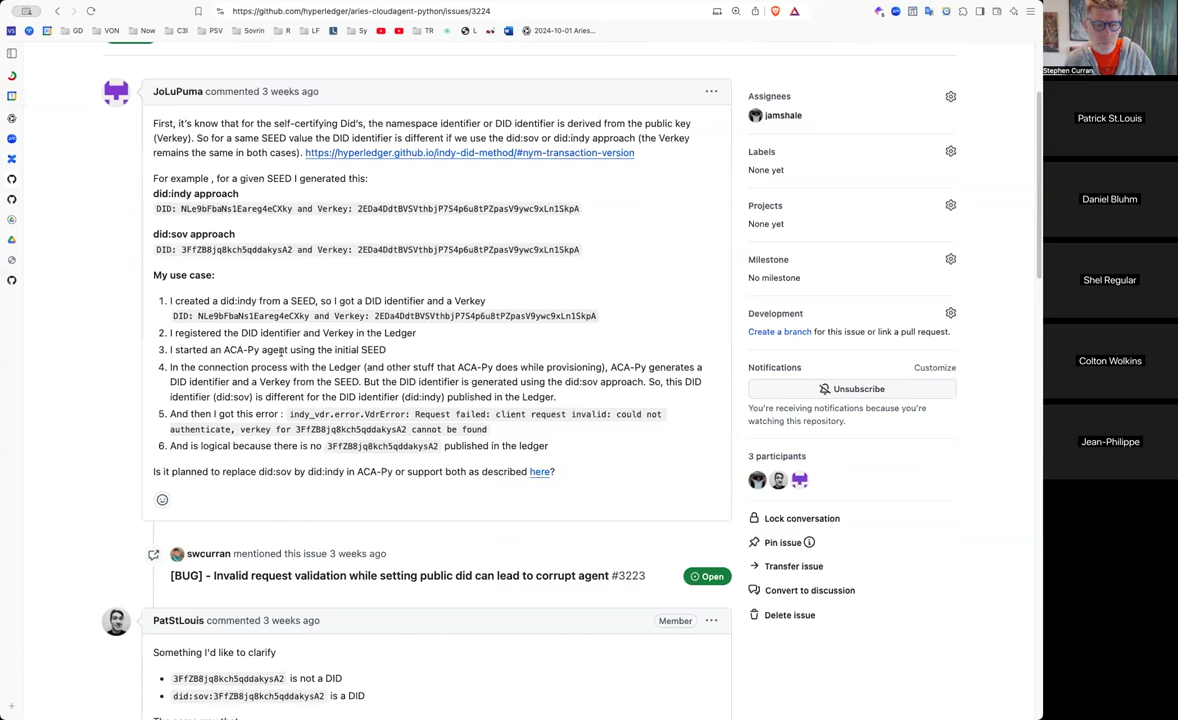 https://github.com/hyperledger/aries-cloudagent-python/issues/3224
GD
VON
Now
C3I
PSV
Sovrin
R
LF
Sy
TR
L
2024-10-01 Aries...
JoLuPuma commented 3 weeks ago
First, it's know that for the self-certifying Did's, the namespace identifier or DID identifier is derived from the public key
(Verkey). So for a same SEED value the DID identifier is different if we use the did:sov or did:indy approach (the Verkey
remains the same in both cases). https://hyperledger.github.io/indy-did-method/#nym-transaction-version
For example , for a given SEED I generated this:
did:indy approach
DID: NLe9bFbaNs1Eareg4eCXky and Verkey: 2EDa4DdtBVSVthbjP7S4p6u8tPZpasV9ywc9xLn1SkpA
did:sov approach
DID: 3FfZB8jq8kch5qddakysA2 and Verkey: 2EDa4DdtBVSVthbjP7S4p6u8tPZpasV9ywc9xLn1SkpA
My use case:
1. I created a did:indy from a SEED, so I got a DID identifier and a Verkey
DID: NLe9bFbaNs1Eareg4eCXky and Verkey: 2EDa4DdtBVSVthbjP7S4p6u8tPZpasV9ywc9xLn1SkpA
2. I registered the DID identifier and Verkey in the Ledger
3. I started an ACA-Py agent using the initial SEED
4. In the connection process with the Ledger (and other stuff that ACA-Py does while provisioning), ACA-Py generates a
DID identifier and a Verkey from the SEED. But the DID identifier is generated using the did:sov approach. So, this DID
identifier (did:sov) is different for the DID identifier (did:indy) published in the Ledger.
5. And then I got this error : indy_vdr.error.VdrError: Request failed: client request invalid: could not
authenticate, verkey for 3FfZB8jq8kch5qddakysA2 cannot be found
6. And is logical because there is no 3FfZB8jq8kch5qddakysA2 published in the ledger
Is it planned to replace did:sov by did:indy in ACA-Py or support both as described here?
swcurran mentioned this issue 3 weeks ago
[BUG] - Invalid request validation while setting public did can lead to corrupt agent #3223
Open
PatStLouis commented 3 weeks ago
Member
Something I'd like to clarify
• 3FfZB8jq8kch5qddakysA2 is not a DID
• did:sov:3FfZB8jq8kch5qddakysA2 is a DID
Assignees
jamshale
Labels
None yet
Projects
None yet
Milestone
No milestone
Development
Create a branch for this issue or link a pull request.
Notifications
Customize
Unsubscribe
You're receiving notifications because you're
watching this repository.
3 participants
Lock conversation
Pin issue
Transfer issue
Convert to discussion
Delete issue
Stephen Curran
Patrick St.Louis
Daniel Bluhm
Shel Regular
Colton Wolkins
Jean-Philippe